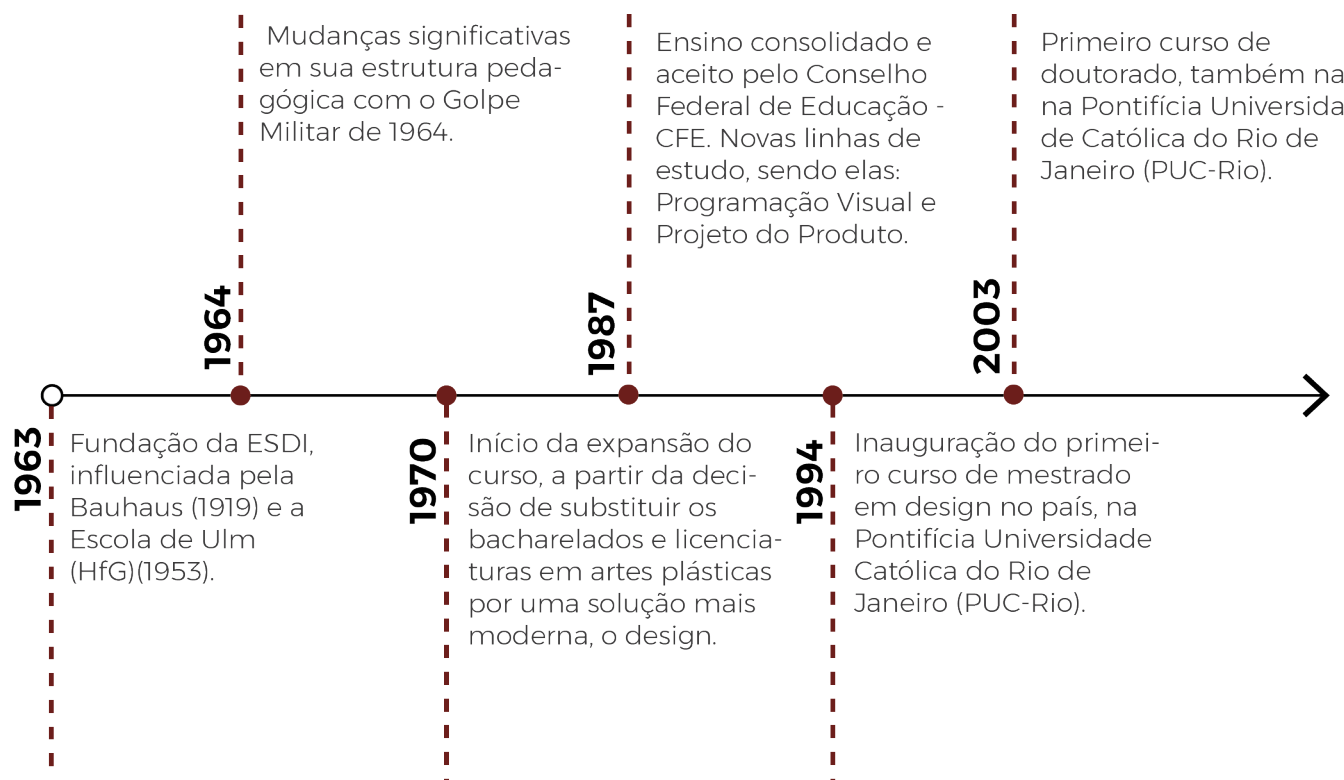 1963
Fundação da ESDI,
influenciada pela
Bauhaus (1919) e a
Escola de Ulm
(HfG)(1953).
1964
Mudanças significativas
em sua estrutura peda-
gógica com o Golpe
Militar de 1964.
1970
Início da expansão do
curso, a partir da deci-
são de substituir os
bacharelados e licencia-
turas em artes plásticas
por uma solução mais
moderna, o design.
1987
Ensino consolidado e
aceito pelo Conselho
Federal de Educação -
CFE. Novas linhas de
estudo, sendo elas:
Programação Visual e
Projeto do Produto.
1994
Inauguração do primei-
ro curso de mestrado
em design no país, na
Pontifícia Universidade
Católica do Rio de
Janeiro (PUC-Rio).
2003
Primeiro curso de
doutorado, também na
na Pontifícia Universida
de Católica do Rio de
Janeiro (PUC-Rio).